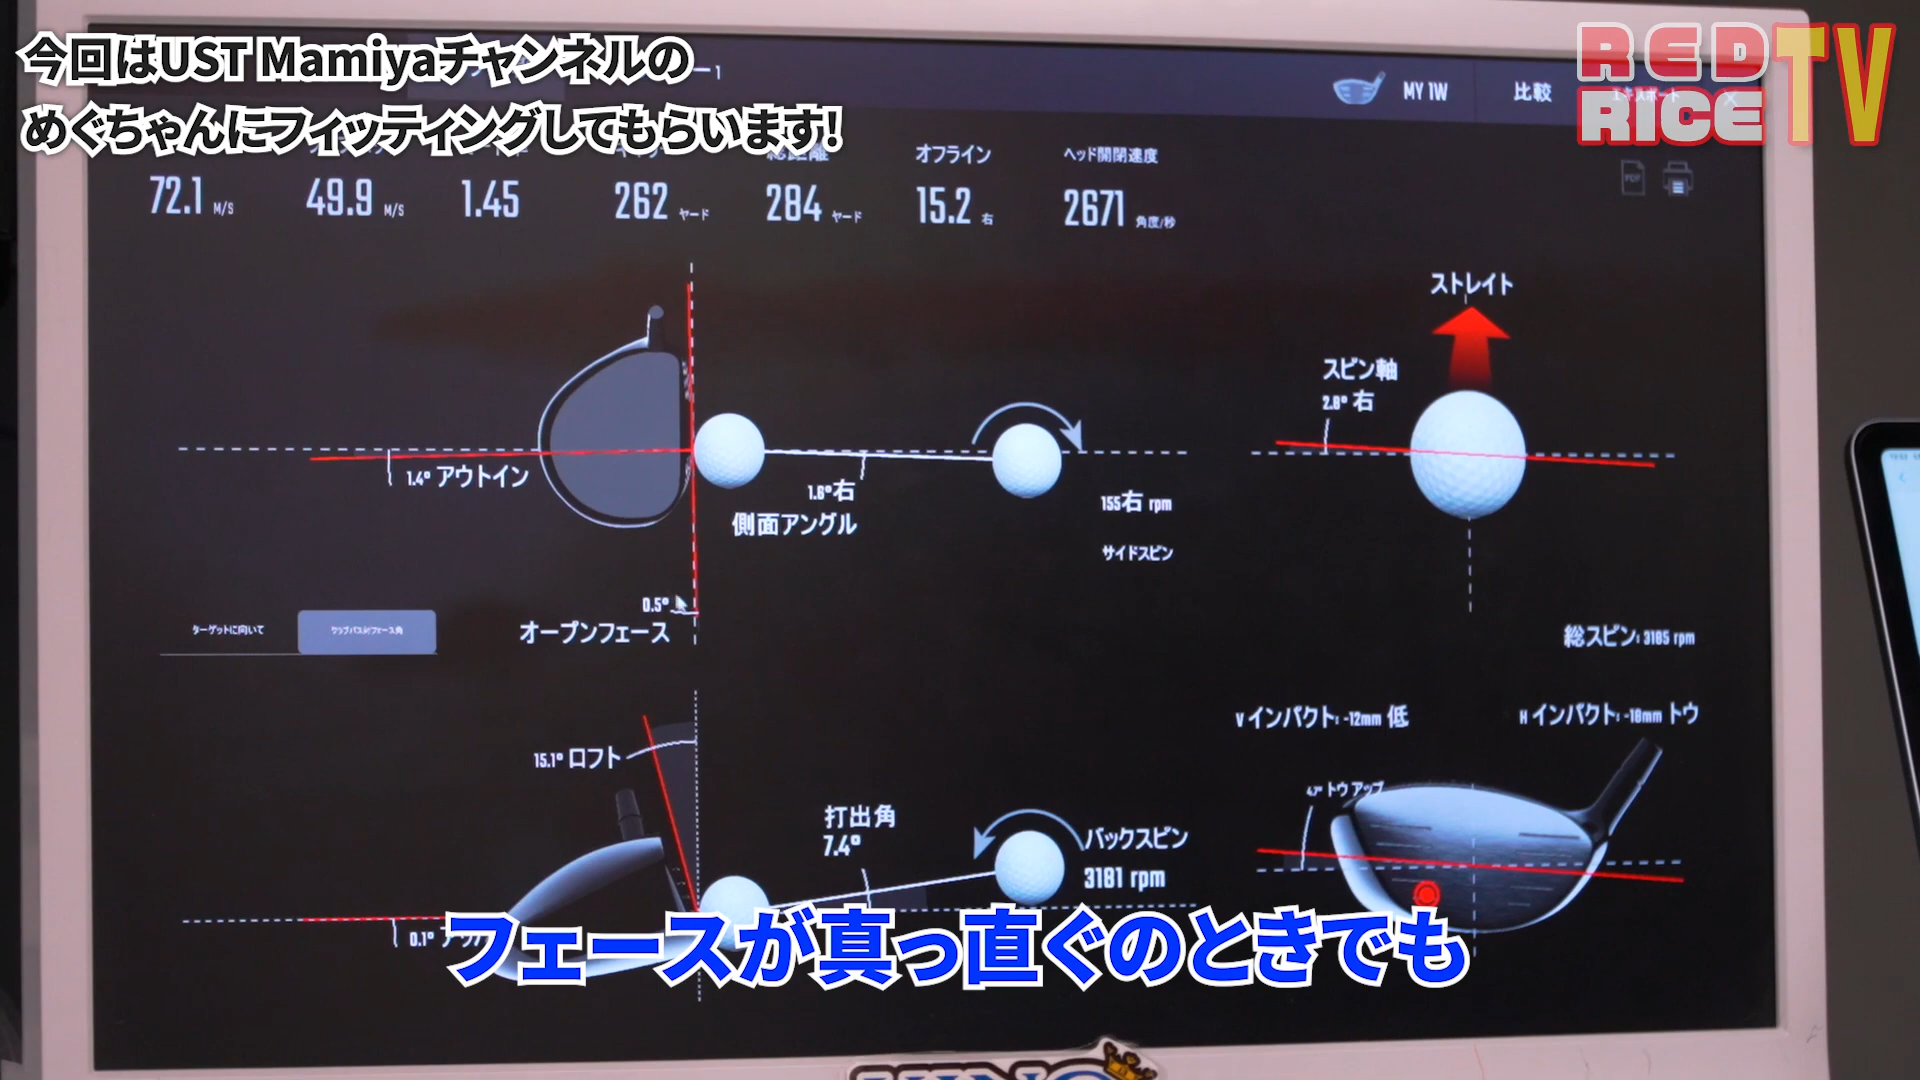 今回はUST Mamiyaチャンネルの
めぐちゃんにフィッティングしてもらいます!
RED RICE TV
MY 1W
比較
エキスポート
PDF
オフライン
ヘッド開閉速度
72.1 M/S
49.9 M/S
1.45
262 ヤード
284 ヤード
15.2 右
2671 角度/秒
ストレイト
スピン軸
2.8° 右
1.4° アウトイン
1.6° 右
側面アングル
155右 rpm
サイドスピン
0.5°
オープンフェース
ターゲットに向いて
総スピン: 3185 rpm
V インパクト: -12mm 低
H インパクト: -18mm トウ
15.1° ロフト
打出角
7.4°
バックスピン
3181 rpm
トウ アップ
0.1°
フェースが真っ直ぐのときでも